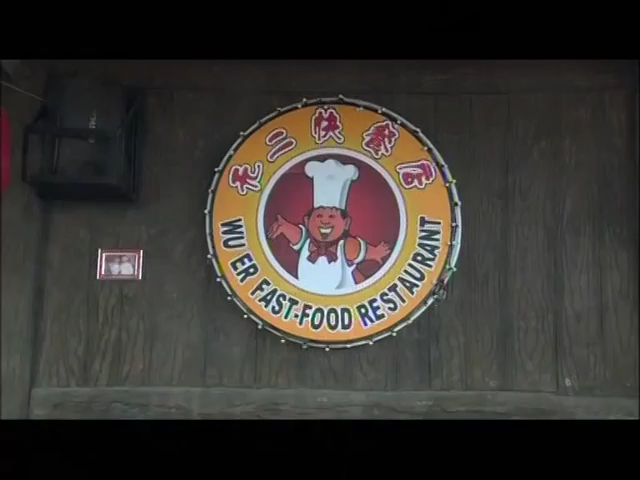 无二快餐店
WU ER FAST-FOOD RESTAURANT